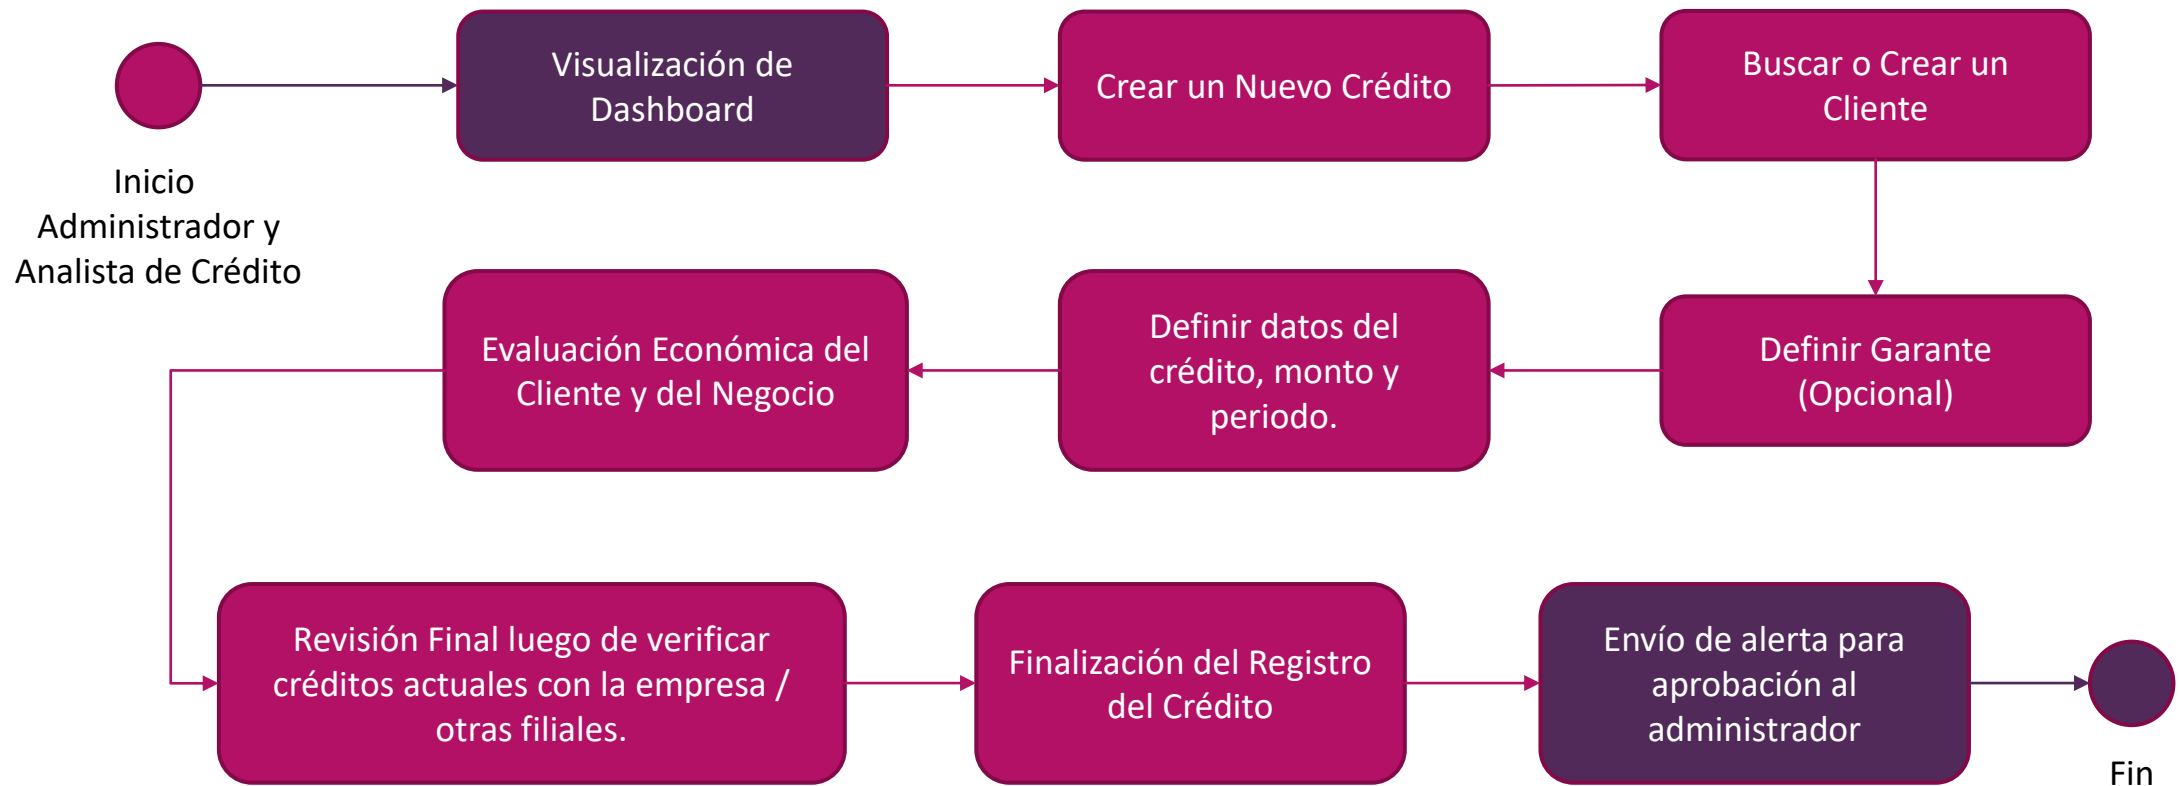 Inicio
Administrador y
Analista de Crédito
Visualización de
Dashboard
Crear un Nuevo Crédito
Buscar o Crear un
Cliente
Definir Garante
(Opcional)
Definir datos del
crédito, monto y
periodo.
Evaluación Económica del
Cliente y del Negocio
Revisión Final luego de verificar
créditos actuales con la empresa /
otras filiales.
Finalización del Registro
del Crédito
Envío de alerta para
aprobación al
administrador
Fin